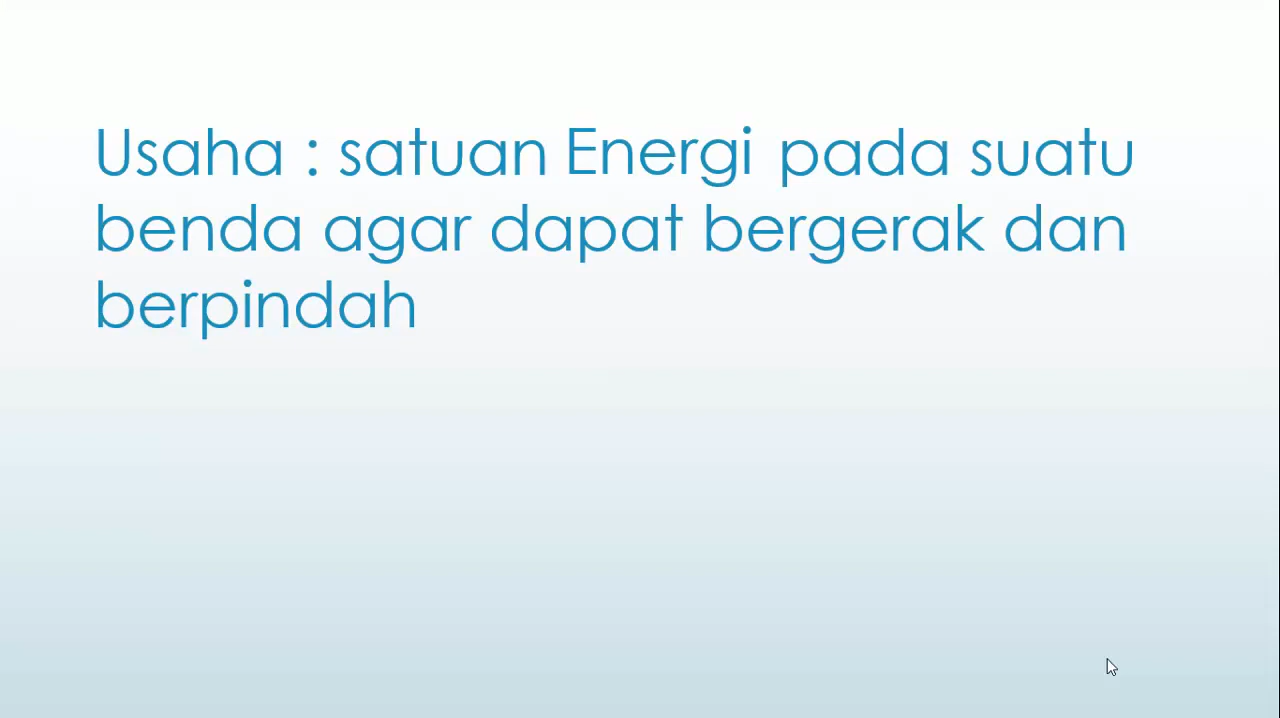 Usaha : satuan Energi pada suatu
benda agar dapat bergerak dan
berpindah